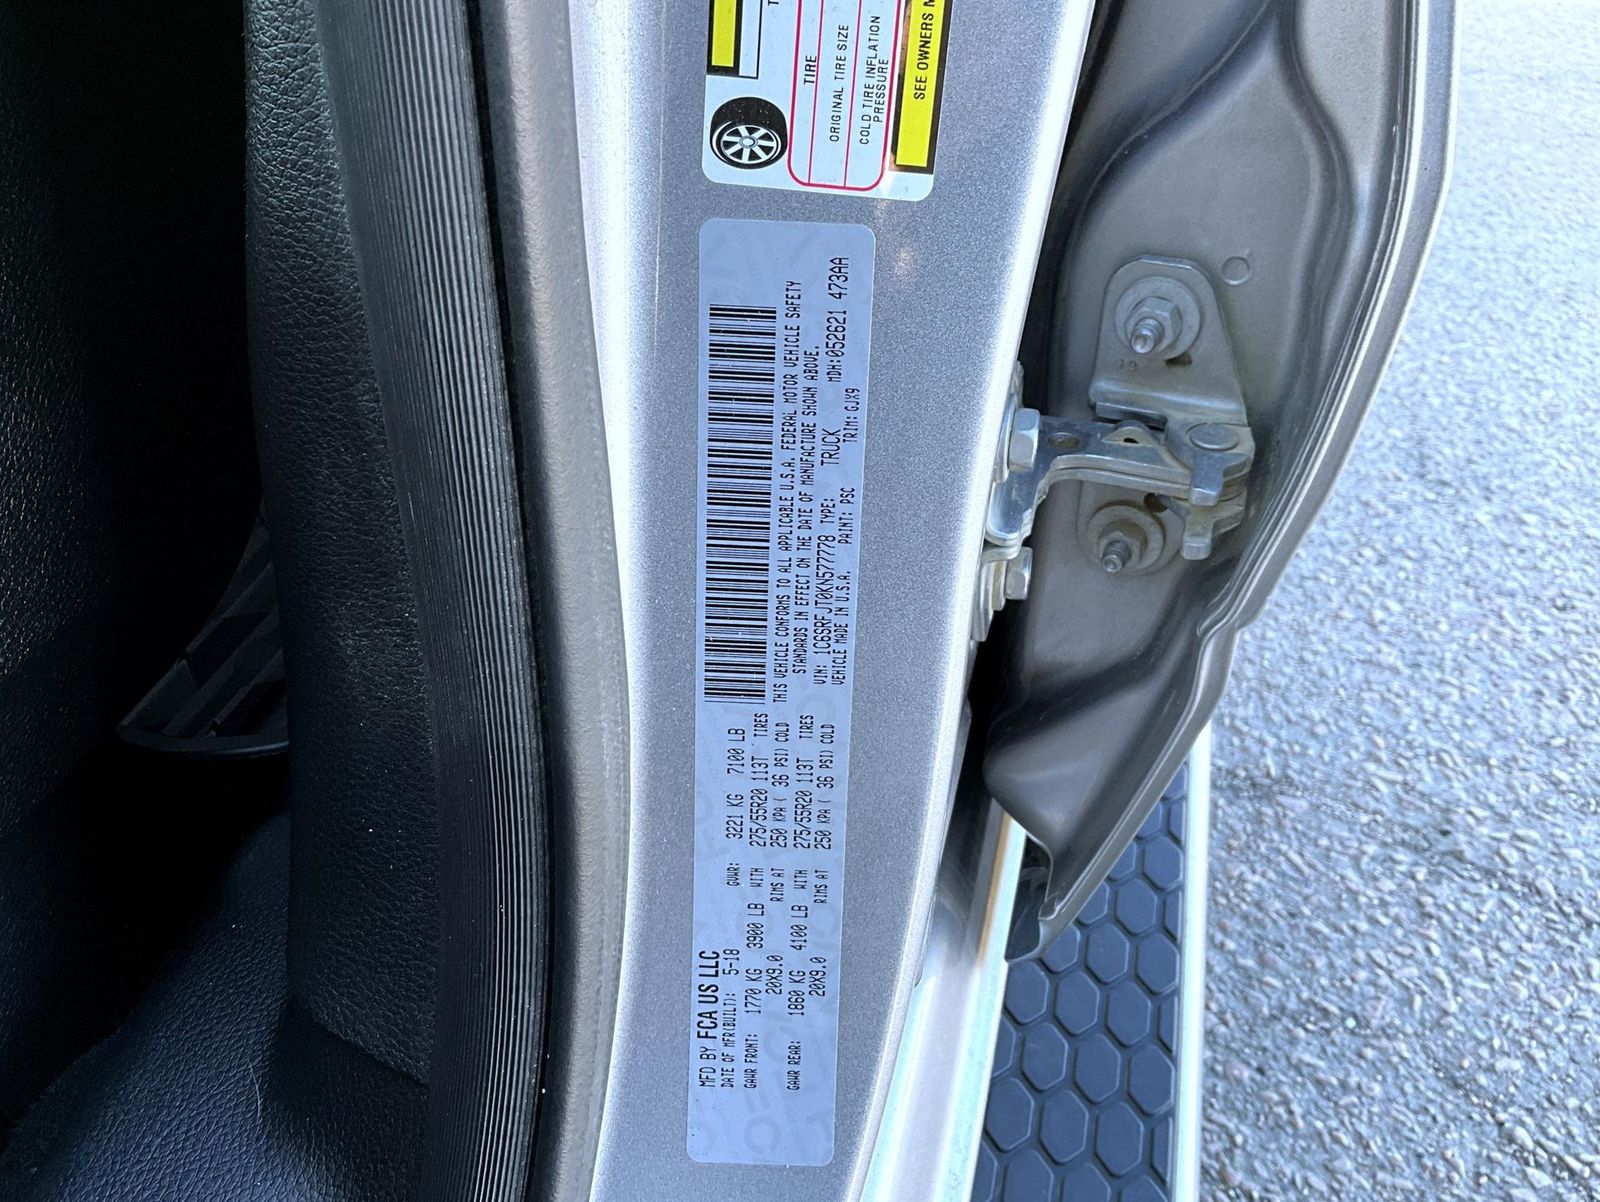 TIRE
ORIGINAL TIRE SIZE
COLD TIRE INFLATION
PRESSURE
SEE OWNERS
MFD BY FCA US LLC
DATE OF MFR(BUILT): 5-18 GVWR: 3221 KG 7100 LB
GAWR FRONT: 1770 KG 3900 LB WITH 275/55R20 113T TIRES
20X9.0 RIMS AT 250 KPA ( 36 PSI) COLD
GAWR REAR: 1860 KG 4100 LB WITH 275/55R20 113T TIRES
20X9.0 RIMS AT 250 KPA ( 36 PSI) COLD
THIS VEHICLE CONFORMS TO ALL APPLICABLE U.S.A. FEDERAL MOTOR VEHICLE SAFETY
STANDARDS IN EFFECT ON THE DATE OF MANUFACTURE SHOWN ABOVE.
VIN: 1C6SRFJT0KN577778 TYPE: TRUCK MDH:052621 473AA
VEHICLE MADE IN U.S.A. PAINT: PSC TRIM: GJX9